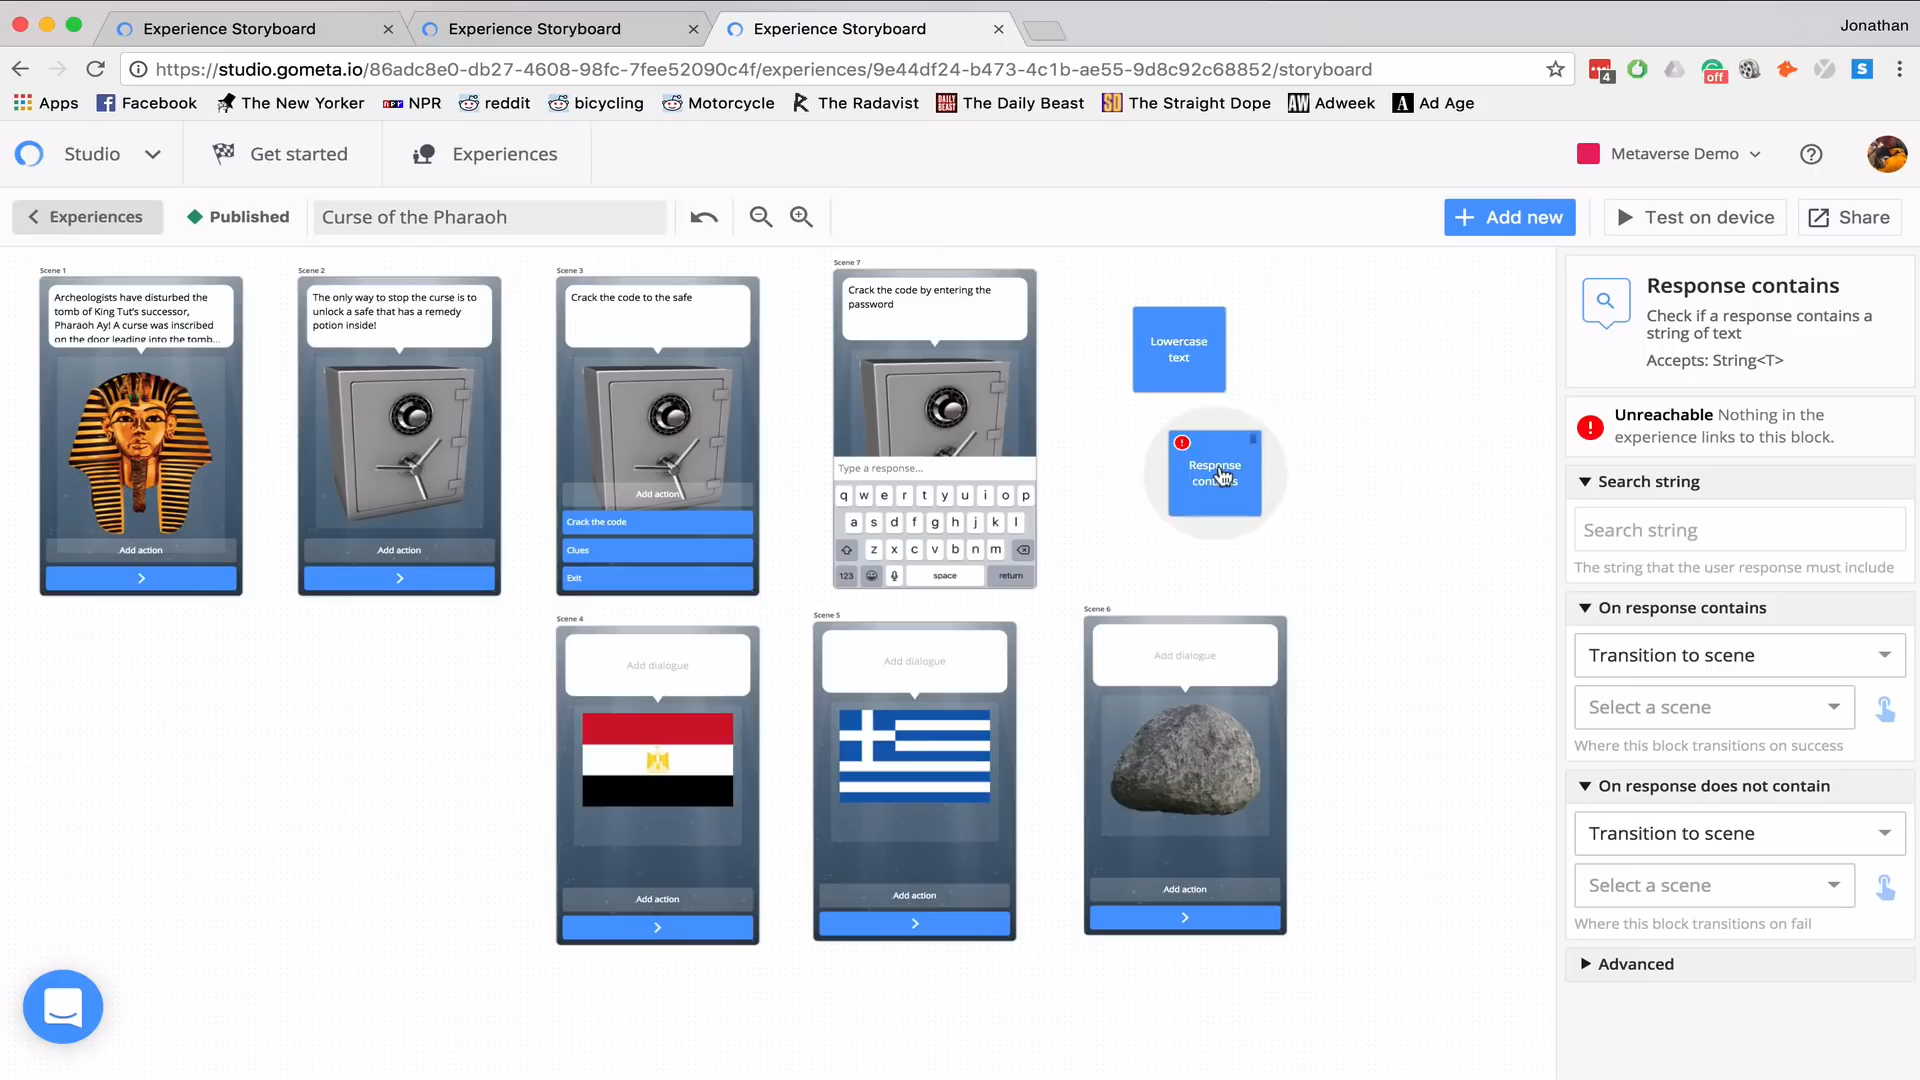 Experience Storyboard
Experience Storyboard
Experience Storyboard
Jonathan
https://studio.gometa.io/86adc8e0-db27-4608-98fc-7fee52090c4f/experiences/9e44df24-b473-4c1b-ae55-9d8c92c68852/storyboard
4
off
S
Apps
Facebook
npr NPR
The New Yorker
reddit
bicycling
Motorcycle
R The Radavist
DAILY BEAST The Daily Beast
SD The Straight Dope
AW Adweek
A Ad Age
Studio
Get started
Experiences
Metaverse Demo
Experiences
Published
Curse of the Pharaoh
Add new
Test on device
Share
Scene 1
Archeologists have disturbed the
tomb of King Tut's successor,
Pharaoh Ay! A curse was inscribed
on the door leading into the tomb...
Add action
Scene 2
The only way to stop the curse is to
unlock a safe that has a remedy
potion inside!
Add action
Scene 3
Crack the code to the safe
Add action
Crack the code
Clues
Exit
Scene 7
Crack the code by entering the
password
Type a response...
q w e r t y u i o p
a s d f g h j k l
z x c v b n m
123 space return
Lowercase
text
Response
Scene 4
Add dialogue
Add action
Scene 5
Add dialogue
Add action
Scene 6
Add dialogue
Add action
Response contains
Check if a response contains a
string of text
Accepts: String<T>
Unreachable Nothing in the
experience links to this block.
Search string
Search string
The string that the user response must include
On response contains
Transition to scene
Select a scene
Where this block transitions on success
On response does not contain
Transition to scene
Select a scene
Where this block transitions on fail
Advanced